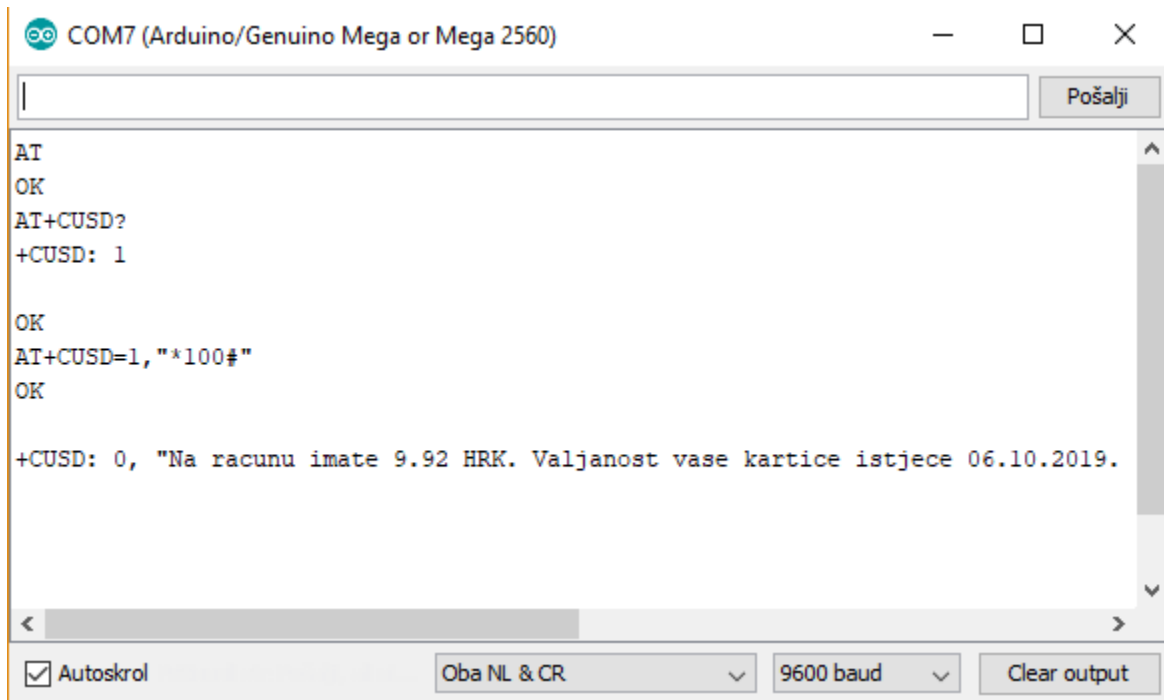 COM7 (Arduino/Genuino Mega or Mega 2560)
Pošalji
AT
OK
AT+CUSD?
+CUSD: 1
OK
AT+CUSD=1,"*100#"
OK
+CUSD: 0, "Na racunu imate 9.92 HRK. Valjanost vase kartice istjece 06.10.2019.
Autoskrol Oba NL & CR 9600 baud Clear output